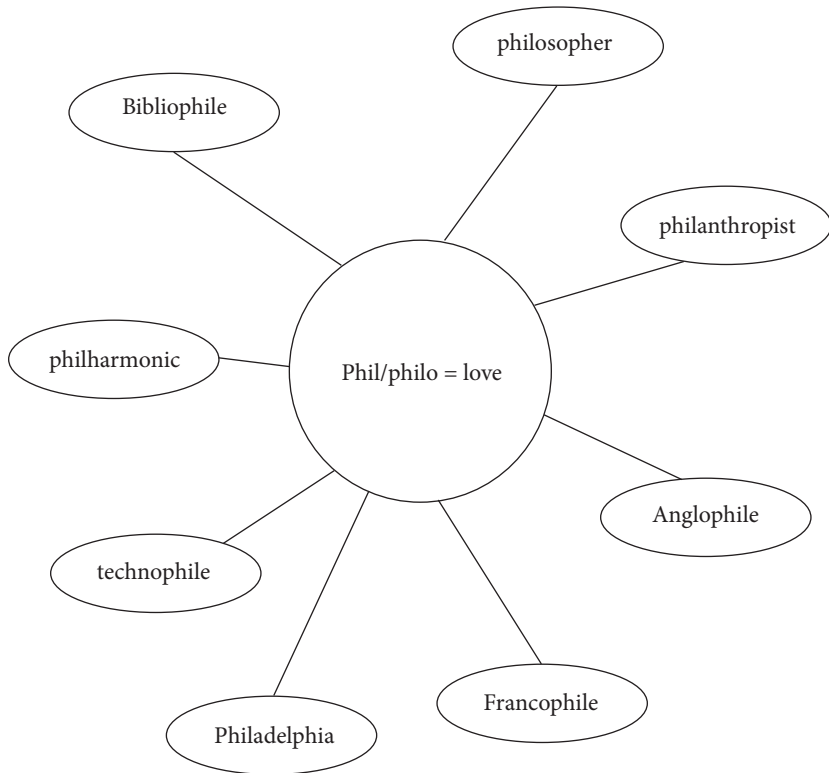 philosopher
Bibliophile
philanthropist
philharmonic
Phil/philo = love
Anglophile
technophile
Francophile
Philadelphia